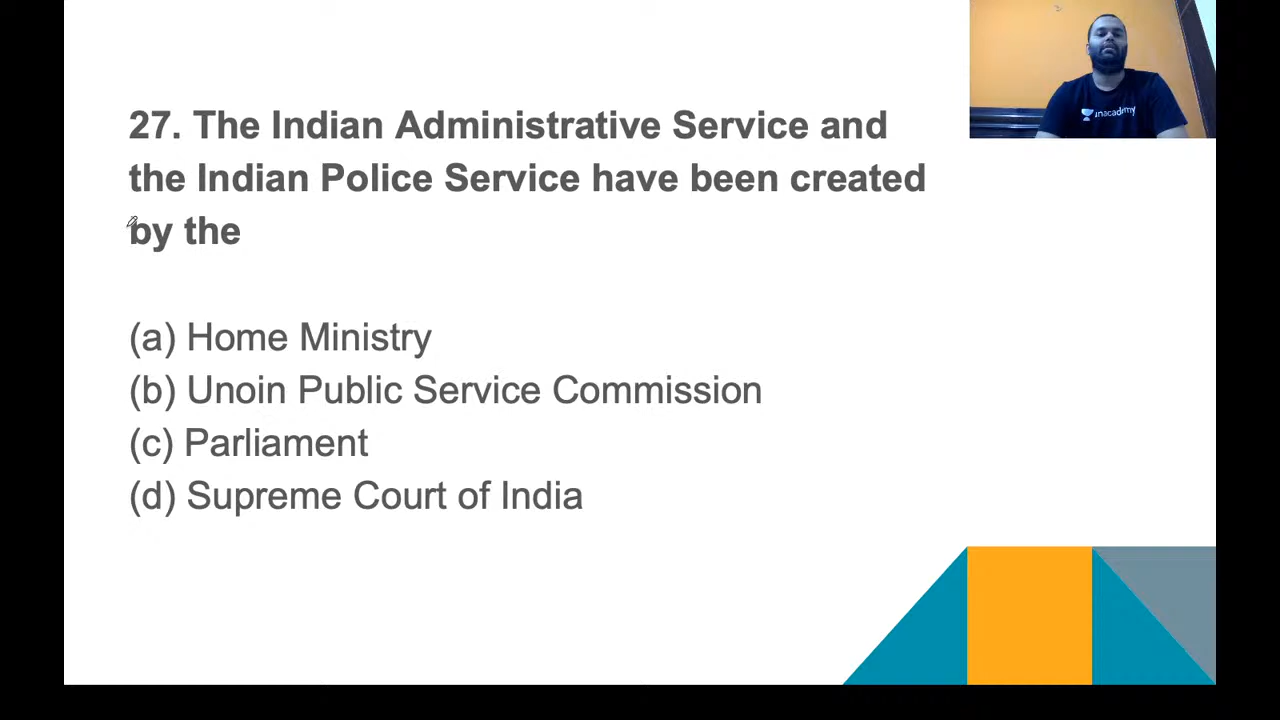 27. The Indian Administrative Service and
the Indian Police Service have been created
by the
(a) Home Ministry
(b) Unoin Public Service Commission
(c) Parliament
(d) Supreme Court of India
unacademy